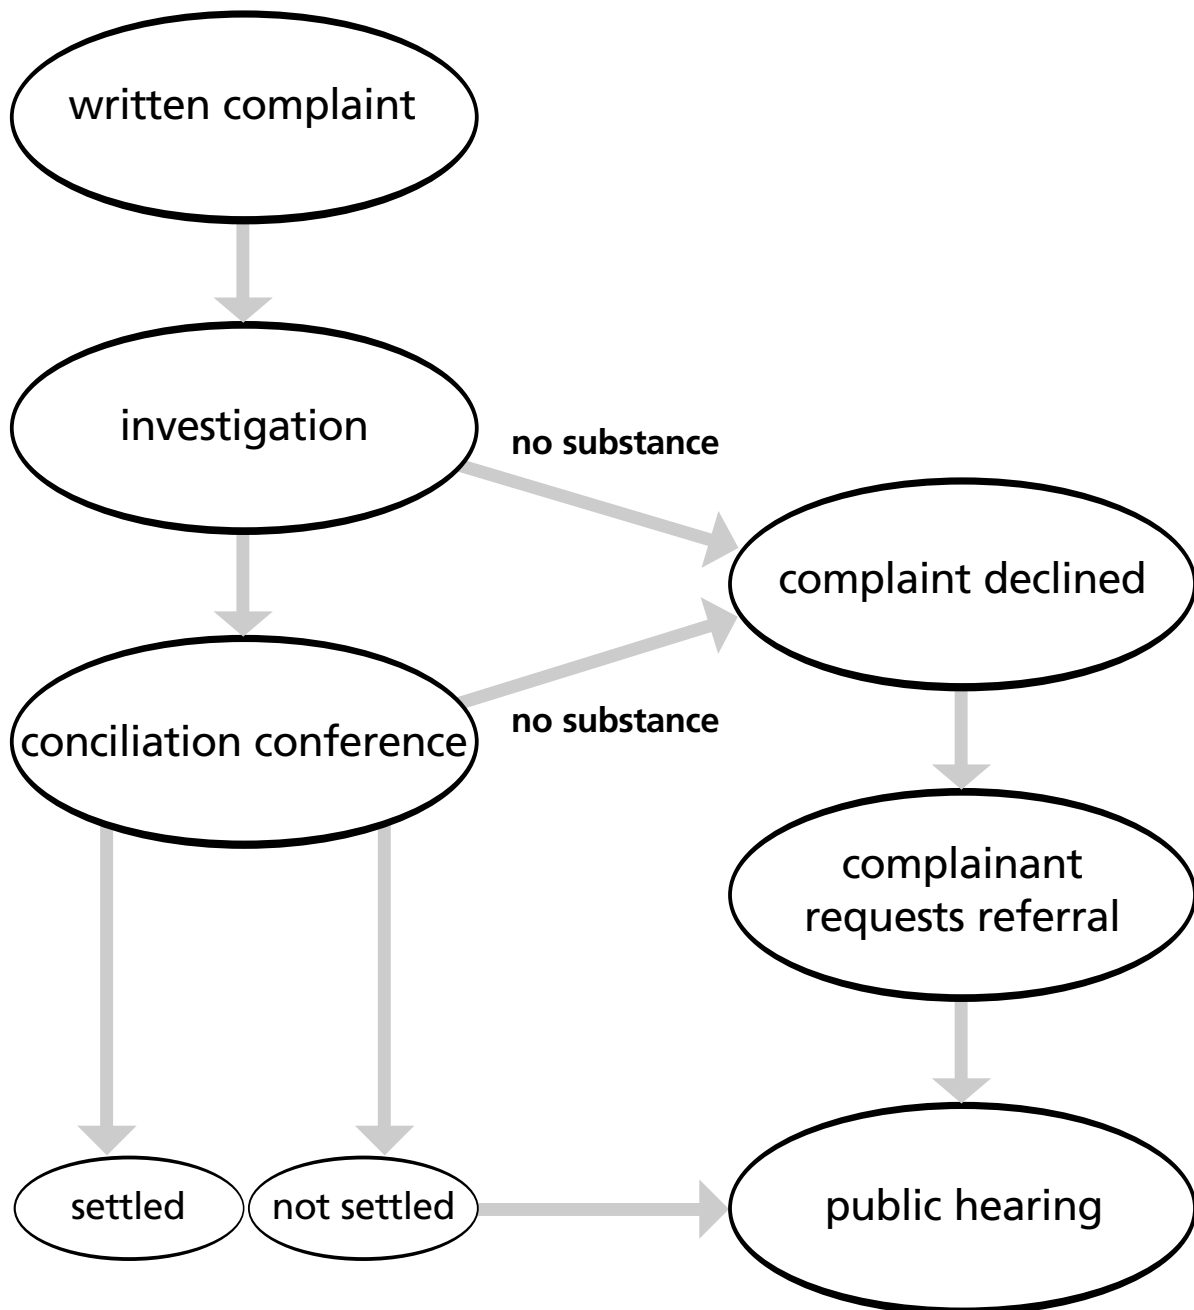 written complaint
investigation
no substance
complaint declined
conciliation conference
no substance
complainant
requests referral
settled
not settled
public hearing